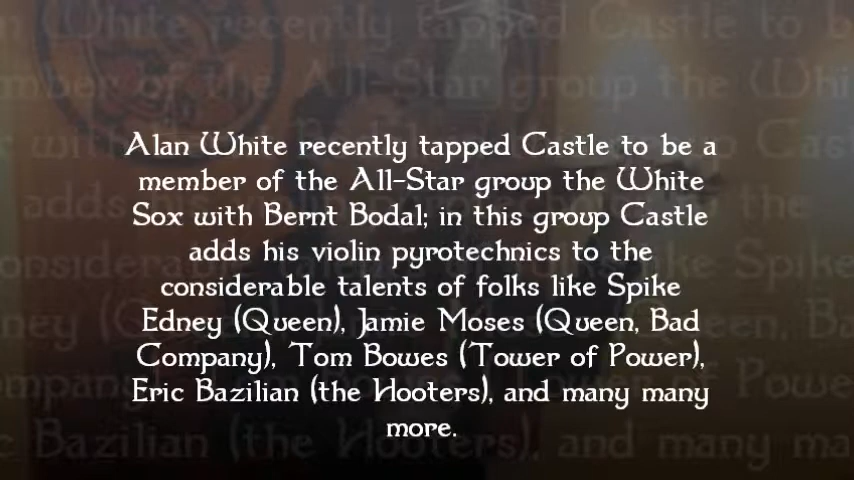 Alan White recently tapped Castle to be a
member of the All-Star group the White
Sox with Bernt Bodal; in this group Castle
adds his violin pyrotechnics to the
considerable talents of folks like Spike
Edney (Queen), Jamie Moses (Queen, Bad
Company), Tom Bowes (Tower of Power),
Eric Bazilian (the Hooters), and many many
more.